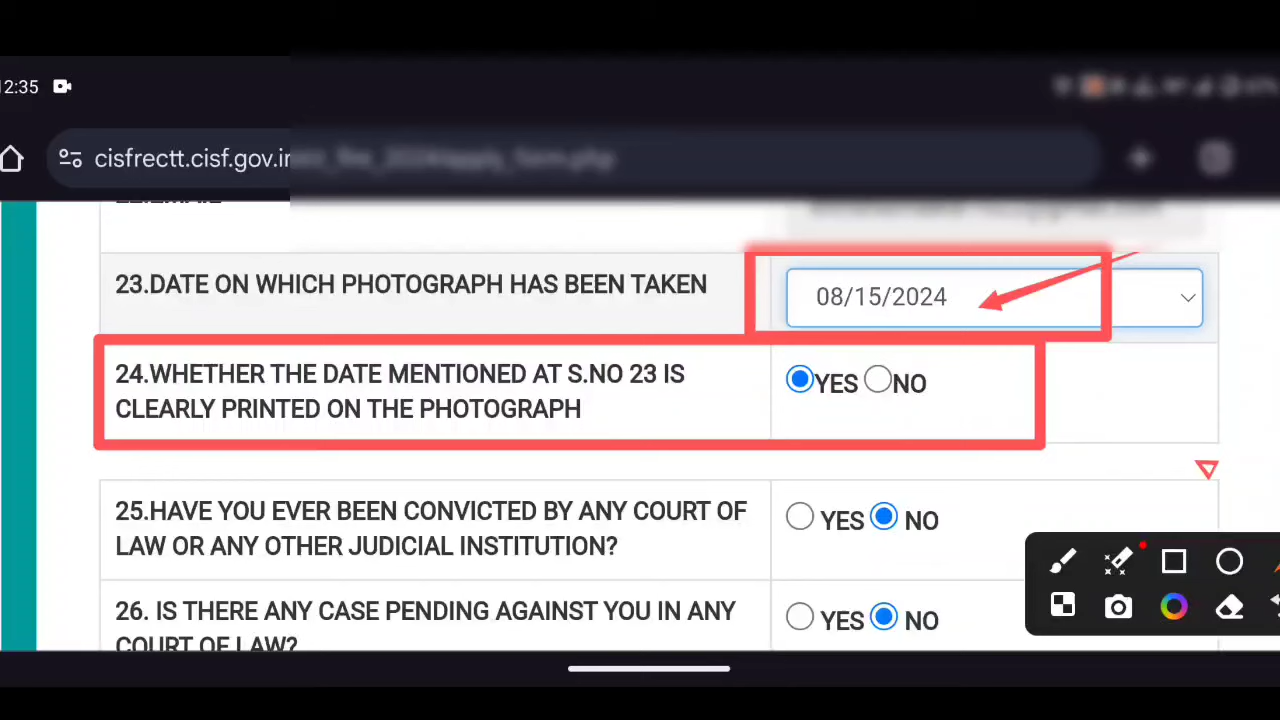 12:35
cisfrectt.cisf.gov.in
23.DATE ON WHICH PHOTOGRAPH HAS BEEN TAKEN
08/15/2024
24.WHETHER THE DATE MENTIONED AT S.NO 23 IS
CLEARLY PRINTED ON THE PHOTOGRAPH
YES NO
25.HAVE YOU EVER BEEN CONVICTED BY ANY COURT OF
LAW OR ANY OTHER JUDICIAL INSTITUTION?
YES NO
26. IS THERE ANY CASE PENDING AGAINST YOU IN ANY
COURT OF LAW?
YES NO